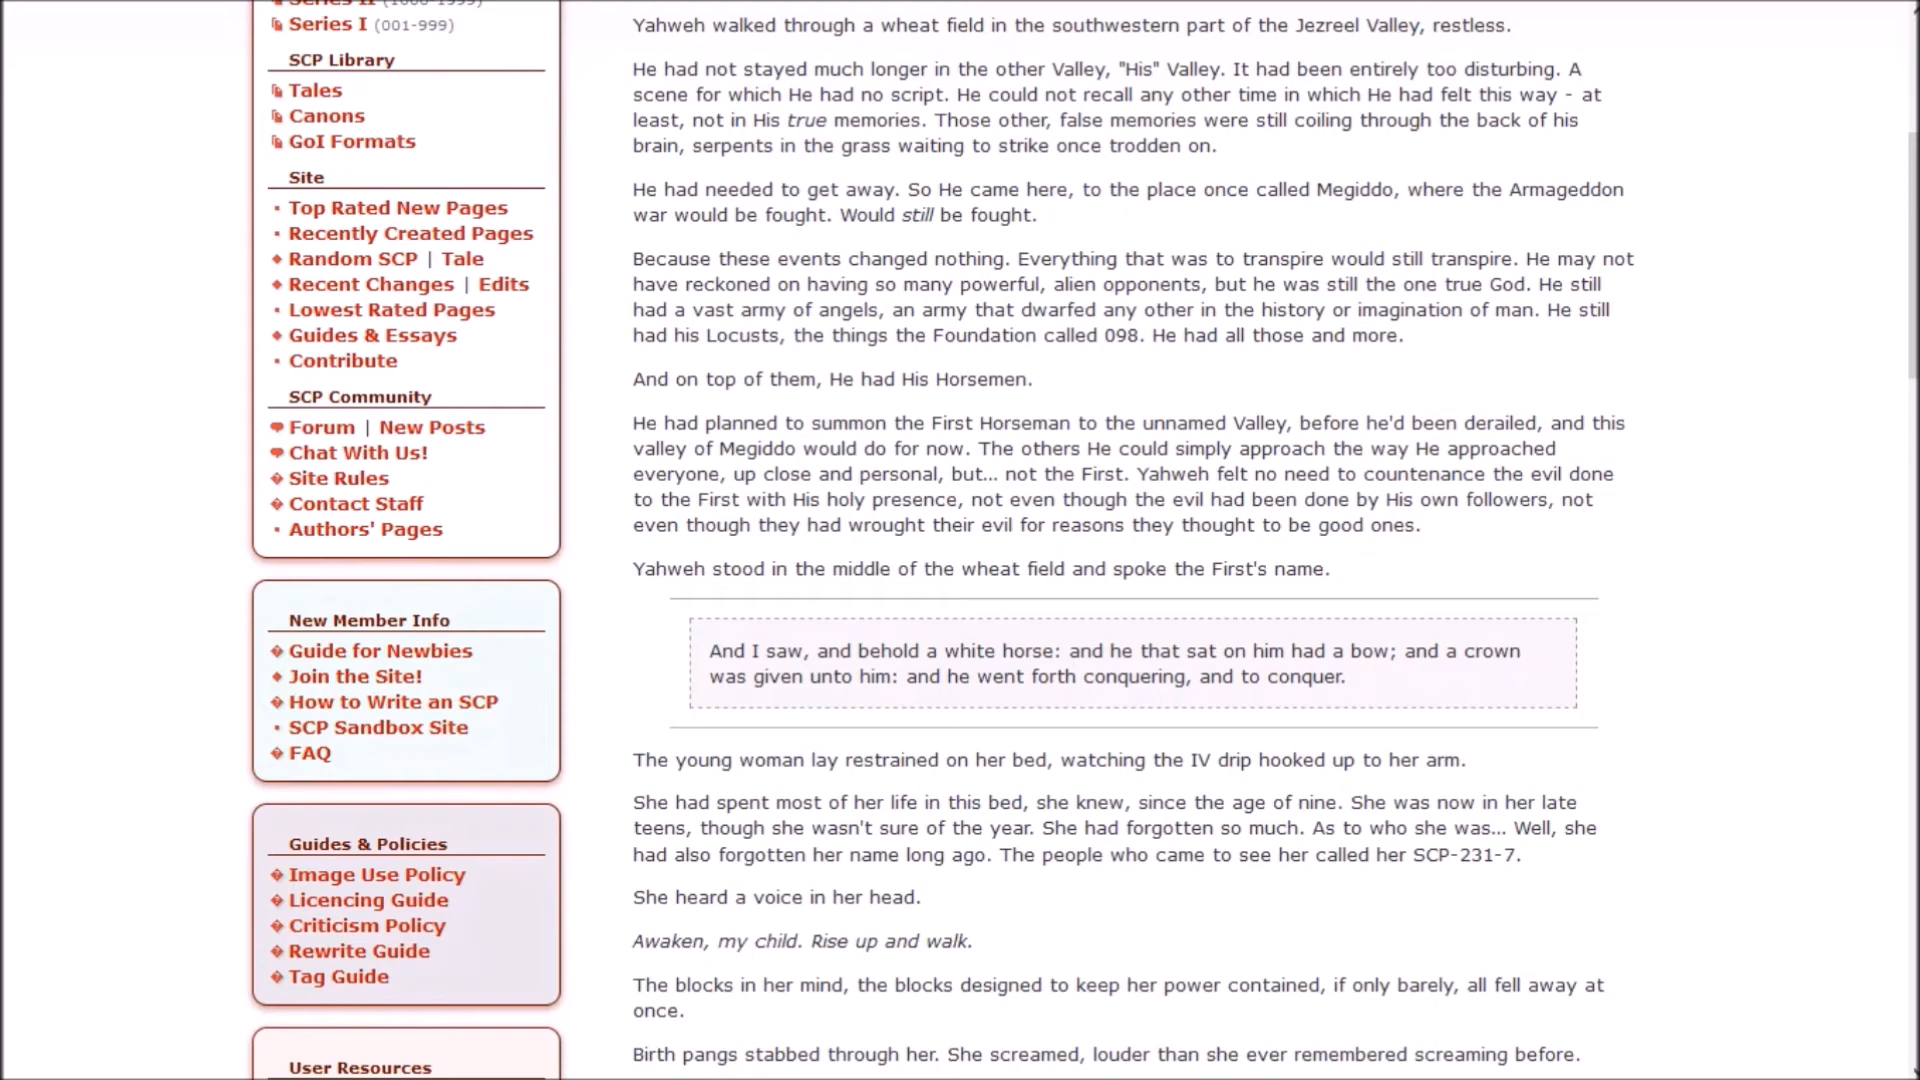 Series II (1000-1999)
Series I (001-999)
SCP Library
Tales
Canons
GoI Formats
Site
Top Rated New Pages
Recently Created Pages
Random SCP | Tale
Recent Changes | Edits
Lowest Rated Pages
Guides & Essays
Contribute
SCP Community
Forum | New Posts
Chat With Us!
Site Rules
Contact Staff
Authors' Pages
New Member Info
Guide for Newbies
Join the Site!
How to Write an SCP
SCP Sandbox Site
FAQ
Guides & Policies
Image Use Policy
Licencing Guide
Criticism Policy
Rewrite Guide
Tag Guide
User Resources
Yahweh walked through a wheat field in the southwestern part of the Jezreel Valley, restless.
He had not stayed much longer in the other Valley, "His" Valley. It had been entirely too disturbing. A
scene for which He had no script. He could not recall any other time in which He had felt this way - at
least, not in His true memories. Those other, false memories were still coiling through the back of his
brain, serpents in the grass waiting to strike once trodden on.
He had needed to get away. So He came here, to the place once called Megiddo, where the Armageddon
war would be fought. Would still be fought.
Because these events changed nothing. Everything that was to transpire would still transpire. He may not
have reckoned on having so many powerful, alien opponents, but he was still the one true God. He still
had a vast army of angels, an army that dwarfed any other in the history or imagination of man. He still
had his Locusts, the things the Foundation called 098. He had all those and more.
And on top of them, He had His Horsemen.
He had planned to summon the First Horseman to the unnamed Valley, before he'd been derailed, and this
valley of Megiddo would do for now. The others He could simply approach the way He approached
everyone, up close and personal, but... not the First. Yahweh felt no need to countenance the evil done
to the First with His holy presence, not even though the evil had been done by His own followers, not
even though they had wrought their evil for reasons they thought to be good ones.
Yahweh stood in the middle of the wheat field and spoke the First's name.
And I saw, and behold a white horse: and he that sat on him had a bow; and a crown
was given unto him: and he went forth conquering, and to conquer.
The young woman lay restrained on her bed, watching the IV drip hooked up to her arm.
She had spent most of her life in this bed, she knew, since the age of nine. She was now in her late
teens, though she wasn't sure of the year. She had forgotten so much. As to who she was... Well, she
had also forgotten her name long ago. The people who came to see her called her SCP-231-7.
She heard a voice in her head.
Awaken, my child. Rise up and walk.
The blocks in her mind, the blocks designed to keep her power contained, if only barely, all fell away at
once.
Birth pangs stabbed through her. She screamed, louder than she ever remembered screaming before.